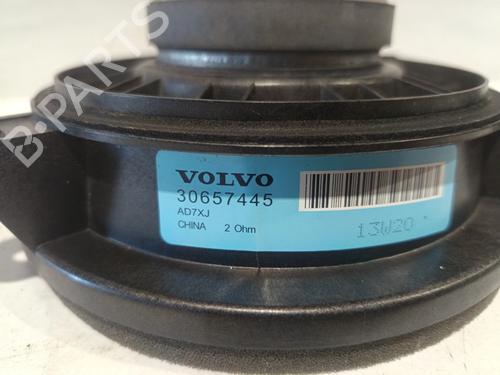 B-PARTS
VOLVO
30657445
AD7XJ
CHINA 2 Ohm
13W20